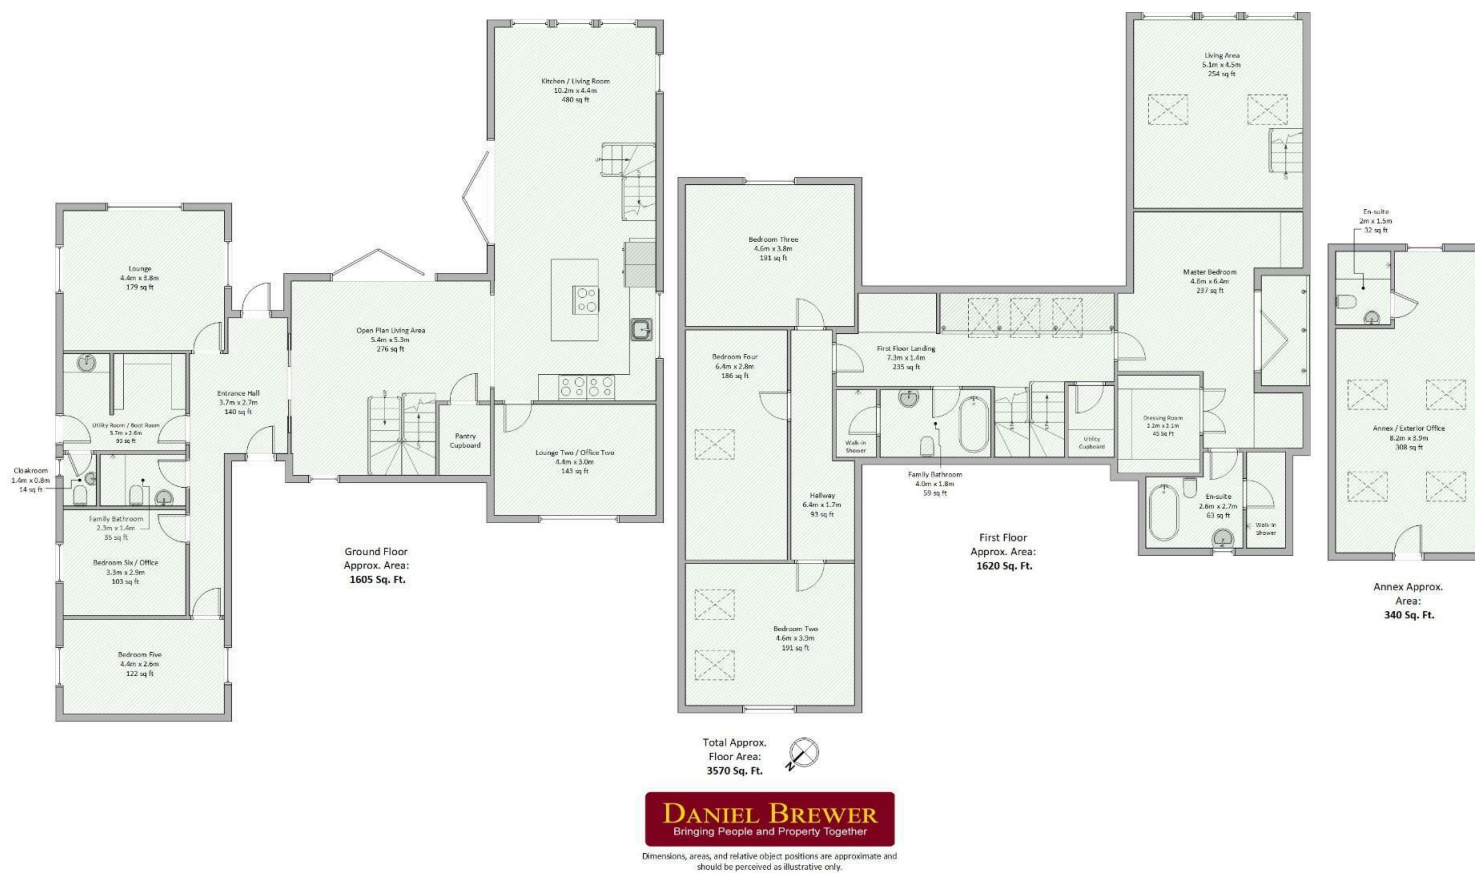 Kitchen / Living Room
10.2m x 4.4m
480 sq ft
UP
Lounge
4.4m x 3.8m
179 sq ft
Open Plan Living Area
5.4m x 5.3m
276 sq ft
Entrance Hall
3.7m x 2.7m
140 sq ft
Utility Room / Boot Room
3.7m x 2.6m
93 sq ft
Pantry
Cupboard
Lounge Two / Office Two
4.4m x 3.0m
143 sq ft
Cloakroom
1.4m x 0.8m
14 sq ft
Family Bathroom
2.3m x 1.4m
35 sq ft
Bedroom Six / Office
3.3m x 2.9m
103 sq ft
Bedroom Five
4.4m x 2.6m
122 sq ft
Ground Floor
Approx. Area:
1605 Sq. Ft.
Living Area
5.1m x 4.5m
254 sq ft
Bedroom Three
4.6m x 3.8m
191 sq ft
Master Bedroom
4.6m x 6.4m
237 sq ft
Bedroom Four
6.4m x 2.8m
186 sq ft
First Floor Landing
7.3m x 1.4m
235 sq ft
Dressing Room
2.2m x 2.1m
45 Sq Ft
Walk-in
Shower
Utility
Cupboard
Family Bathroom
4.0m x 1.8m
59 sq ft
Hallway
6.4m x 1.7m
93 sq ft
En-suite
2.6m x 2.7m
63 sq ft
Walk-in
Shower
Bedroom Two
4.6m x 3.9m
191 sq ft
First Floor
Approx. Area:
1620 Sq. Ft.
En-suite
2m x 1.5m
32 sq ft
Annex / Exterior Office
8.2m x 3.9m
308 sq ft
Annex Approx.
Area:
340 Sq. Ft.
Total Approx.
Floor Area:
3570 Sq. Ft.
N
DANIEL BREWER
Bringing People and Property Together
Dimensions, areas, and relative object positions are approximate and
should be perceived as illustrative only.